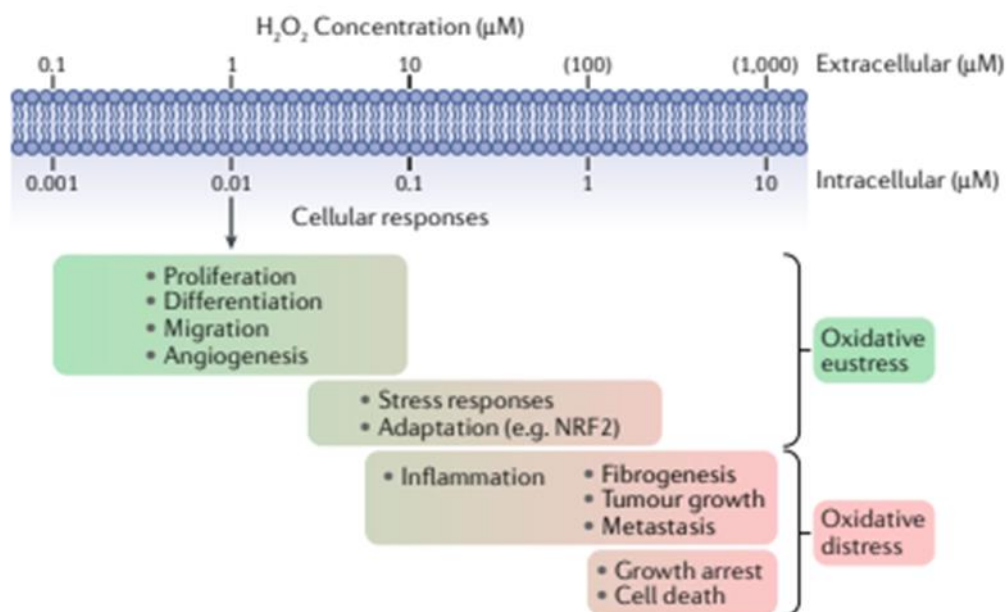 H₂O₂ Concentration (μM)
0.1 1 10 (100) (1,000) Extracellular (μM)
0.001 0.01 0.1 1 10 Intracellular (μM)
Cellular responses
• Proliferation
• Differentiation
• Migration
• Angiogenesis
Oxidative
eustress
• Stress responses
• Adaptation (e.g. NRF2)
• Inflammation
• Fibrogenesis
• Tumour growth
• Metastasis
Oxidative
distress
• Growth arrest
• Cell death